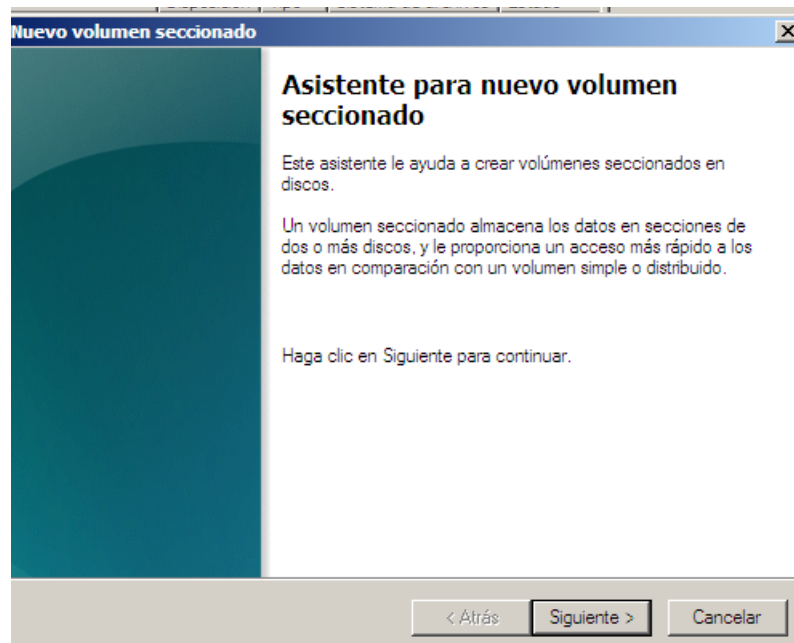 Nuevo volumen seccionado
Asistente para nuevo volumen
seccionado
Este asistente le ayuda a crear volúmenes seccionados en
discos.
Un volumen seccionado almacena los datos en secciones de
dos o más discos, y le proporciona un acceso más rápido a los
datos en comparación con un volumen simple o distribuido.
Haga clic en Siguiente para continuar.
< Atrás Siguiente > Cancelar